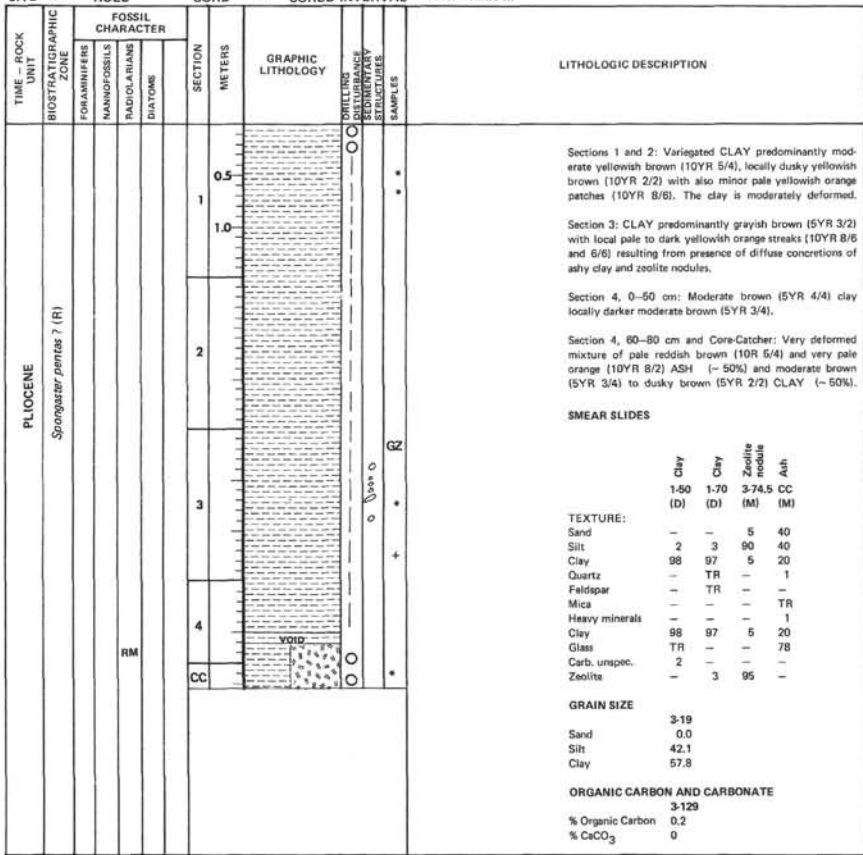 FOSSIL
CHARACTER
TIME – ROCK
UNIT
BIOSTRATIGRAPHIC
ZONE
FORAMINIFERS
NANNOFOSSILS
RADIOLARIANS
DIATOMS
SECTION
METERS
GRAPHIC
LITHOLOGY
DRILLING
DISTURBANCE
SEDIMENTARY
STRUCTURES
SAMPLES
LITHOLOGIC DESCRIPTION
PLIOCENE
Spongaster pentas ? (R)
RM
1
0.5
1.0
2
3
4
CC
VOID
GZ
*
*
*
+
*
Sections 1 and 2: Variegated CLAY predominantly mod-
erate yellowish brown (10YR 5/4), locally dusky yellowish
brown (10YR 2/2) with also minor pale yellowish orange
patches (10YR 8/6). The clay is moderately deformed.
Section 3: CLAY predominantly grayish brown (5YR 3/2)
with local pale to dark yellowish orange streaks (10YR 8/6
and 6/6) resulting from presence of diffuse concretions of
ashy clay and zeolite nodules.
Section 4, 0–50 cm: Moderate brown (5YR 4/4) clay
locally darker moderate brown (5YR 3/4).
Section 4, 60–80 cm and Core-Catcher: Very deformed
mixture of pale reddish brown (10R 5/4) and very pale
orange (10YR 8/2) ASH (~ 50%) and moderate brown
(5YR 3/4) to dusky brown (5YR 2/2) CLAY (~ 50%).
SMEAR SLIDES
Clay Clay Zeolite nodule Ash
1-50 1-70 3-74.5 CC
(D) (D) (M) (M)
TEXTURE:
Sand – – 5 40
Silt 2 3 90 40
Clay 98 97 5 20
Quartz – TR – 1
Feldspar – TR – –
Mica – – – TR
Heavy minerals – – – 1
Clay 98 97 5 20
Glass TR – – 78
Carb. unspec. 2 – – –
Zeolite – 3 95 –
GRAIN SIZE
3-19
Sand 0.0
Silt 42.1
Clay 57.8
ORGANIC CARBON AND CARBONATE
3-129
% Organic Carbon 0.2
% CaCO3 0